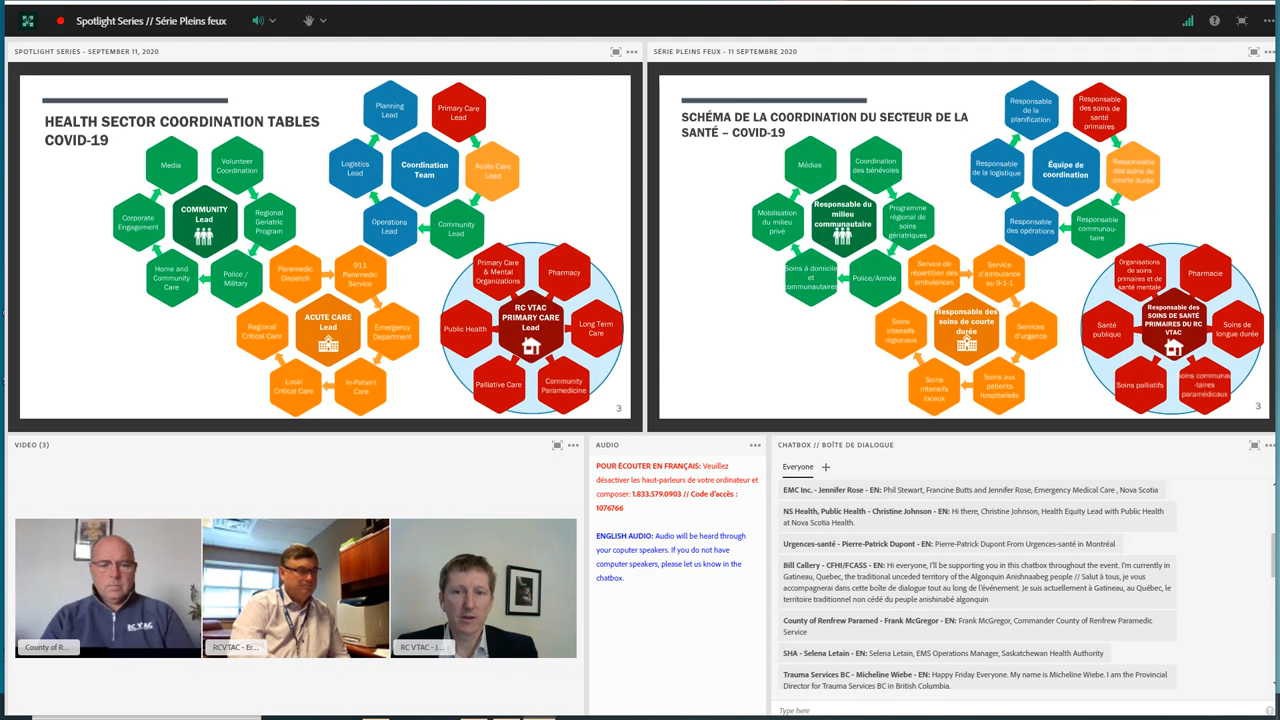 Spotlight Series // Série Pleins feux
SPOTLIGHT SERIES - SEPTEMBER 11, 2020
HEALTH SECTOR COORDINATION TABLES
COVID-19
Planning
Lead
Primary Care
Lead
Logistics
Lead
Coordination
Team
Acute Care
Lead
Operations
Lead
Community
Lead
Media
Volunteer
Coordination
Corporate
Engagement
COMMUNITY
Lead
Regional
Geriatric
Program
Home and
Community
Care
Police /
Military
Paramedic
Dispatch
911
Paramedic
Service
Regional
Critical Care
ACUTE CARE
Lead
Emergency
Department
Local
Critical Care
In-Patient
Care
Primary Care
& Mental
Organizations
Pharmacy
Public Health
RC VTAC
PRIMARY CARE
Lead
Long Term
Care
Palliative Care
Community
Paramedicine
3
SÉRIE PLEINS FEUX - 11 SEPTEMBRE 2020
SCHÉMA DE LA COORDINATION DU SECTEUR DE LA
SANTÉ – COVID-19
Responsable
de la
planification
Responsable
des soins de
santé
primaires
Responsable
de la logistique
Équipe de
coordination
Responsable
des soins de
courte durée
Responsable
des opérations
Responsable
communau-
taire
Médias
Coordination
des bénévoles
Mobilisation
du milieu
privé
Responsable du
milieu
communautaire
Programme
régional de
soins
gériatriques
Soins à domicile
et
communautaires
Police/Armée
Service de
répartition des
ambulances
Service
d'ambulance
au 9-1-1
Soins
intensifs
régionaux
Responsable des
soins de courte
durée
Services
d'urgence
Soins
intensifs
locaux
Soins aux
patients
hospitalisés
Organisations
de soins
primaires et de
santé mentale
Pharmacie
Santé
publique
Responsable des
SOINS DE SANTÉ
PRIMAIRES DU RC
VTAC
Soins de
longue durée
Soins palliatifs
-taires
paramédicaux
3
VIDEO (3)
County of R...
RCVTAC - Er...
RC VTAC - J...
RCVTAC
AUDIO
POUR ÉCOUTER EN FRANÇAIS: Veuillez
désactiver les haut-parleurs de votre ordinateur et
composer: 1.833.579.0903 // Code d'accès :
1076766
ENGLISH AUDIO: Audio will be heard through
your coputer speakers. If you do not have
computer speakers, please let us know in the
chatbox.
CHATBOX // BOÎTE DE DIALOGUE
Everyone
EMC Inc. - Jennifer Rose - EN: Phil Stewart, Francine Butts and Jennifer Rose, Emergency Medical Care , Nova Scotia
NS Health, Public Health - Christine Johnson - EN: Hi there, Christine Johnson, Health Equity Lead with Public Health
at Nova Scotia Health.
Urgences-santé - Pierre-Patrick Dupont - EN: Pierre-Patrick Dupont From Urgences-santé in Montréal
Bill Callery - CFHI/FCASS - EN: Hi everyone, I'll be supporting you in this chatbox throughout the event. I'm currently in
Gatineau, Quebec, the traditional unceded territory of the Algonquin Anishnaabeg people // Salut à tous, je vous
accompagnerai dans cette boîte de dialogue tout au long de l'événement. Je suis actuellement à Gatineau, au Québec, le
territoire traditionnel non cédé du peuple anishinabé algonquin
County of Renfrew Paramed - Frank McGregor - EN: Frank McGregor, Commander County of Renfrew Paramedic
Service
SHA - Selena Letain - EN: Selena Letain, EMS Operations Manager, Saskatchewan Health Authority
Trauma Services BC - Micheline Wiebe - EN: Happy Friday Everyone. My name is Micheline Wiebe. I am the Provincial
Director for Trauma Services BC in British Columbia.
Type here